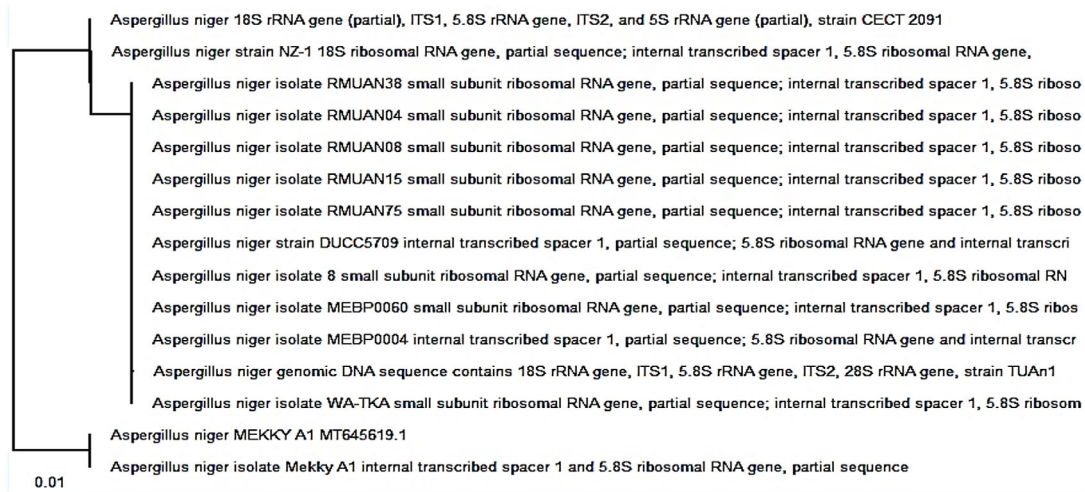 Aspergillus niger 18S rRNA gene (partial), ITS1, 5.8S rRNA gene, ITS2, and 5S rRNA gene (partial), strain CECT 2091
Aspergillus niger strain NZ-1 18S ribosomal RNA gene, partial sequence; internal transcribed spacer 1, 5.8S ribosomal RNA gene,
Aspergillus niger isolate RMUAN38 small subunit ribosomal RNA gene, partial sequence; internal transcribed spacer 1, 5.8S riboso
Aspergillus niger isolate RMUAN04 small subunit ribosomal RNA gene, partial sequence; internal transcribed spacer 1, 5.8S riboso
Aspergillus niger isolate RMUAN08 small subunit ribosomal RNA gene, partial sequence; internal transcribed spacer 1, 5.8S riboso
Aspergillus niger isolate RMUAN15 small subunit ribosomal RNA gene, partial sequence; internal transcribed spacer 1, 5.8S riboso
Aspergillus niger isolate RMUAN75 small subunit ribosomal RNA gene, partial sequence; internal transcribed spacer 1, 5.8S riboso
Aspergillus niger strain DUCC5709 internal transcribed spacer 1, partial sequence; 5.8S ribosomal RNA gene and internal transcri
Aspergillus niger isolate 8 small subunit ribosomal RNA gene, partial sequence; internal transcribed spacer 1, 5.8S ribosomal RN
Aspergillus niger isolate MEBP0060 small subunit ribosomal RNA gene, partial sequence; internal transcribed spacer 1, 5.8S ribos
Aspergillus niger isolate MEBP0004 internal transcribed spacer 1, partial sequence; 5.8S ribosomal RNA gene and internal transcr
Aspergillus niger genomic DNA sequence contains 18S rRNA gene, ITS1, 5.8S rRNA gene, ITS2, 28S rRNA gene, strain TUAn1
Aspergillus niger isolate WA-TKA small subunit ribosomal RNA gene, partial sequence; internal transcribed spacer 1, 5.8S ribosom
Aspergillus niger MEKKY A1 MT645619.1
Aspergillus niger isolate Mekky A1 internal transcribed spacer 1 and 5.8S ribosomal RNA gene, partial sequence
0.01